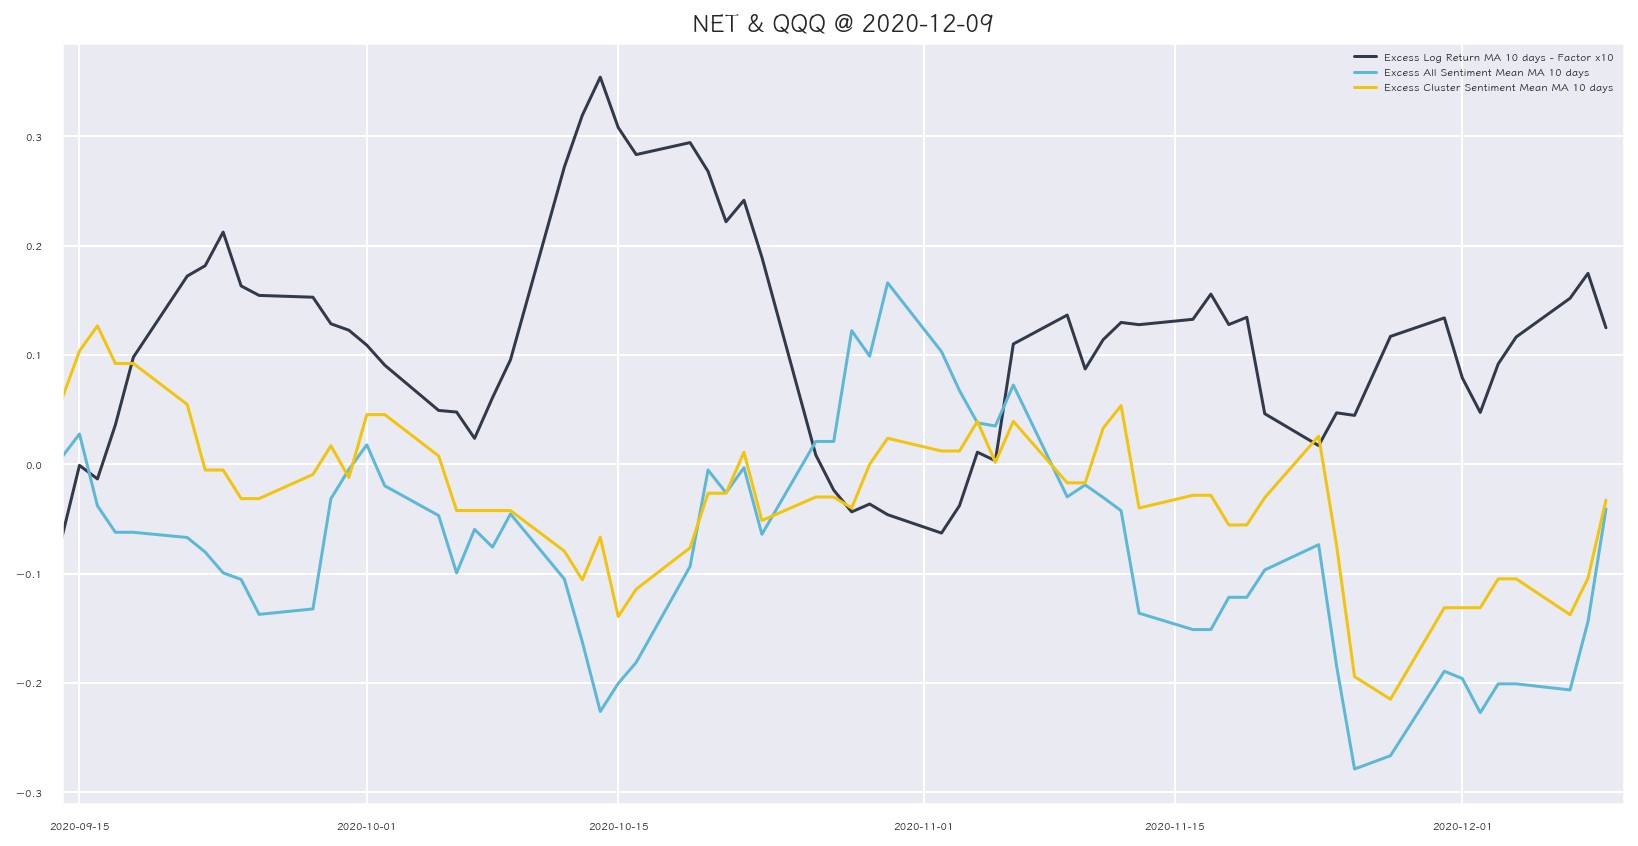 NET & QQQ @ 2020-12-09
Excess Log Return MA 10 days - Factor x10
Excess All Sentiment Mean MA 10 days
Excess Cluster Sentiment Mean MA 10 days
0.3
0.2
0.1
0.0
−0.1
−0.2
−0.3
2020-09-15 2020-10-01 2020-10-15 2020-11-01 2020-11-15 2020-12-01